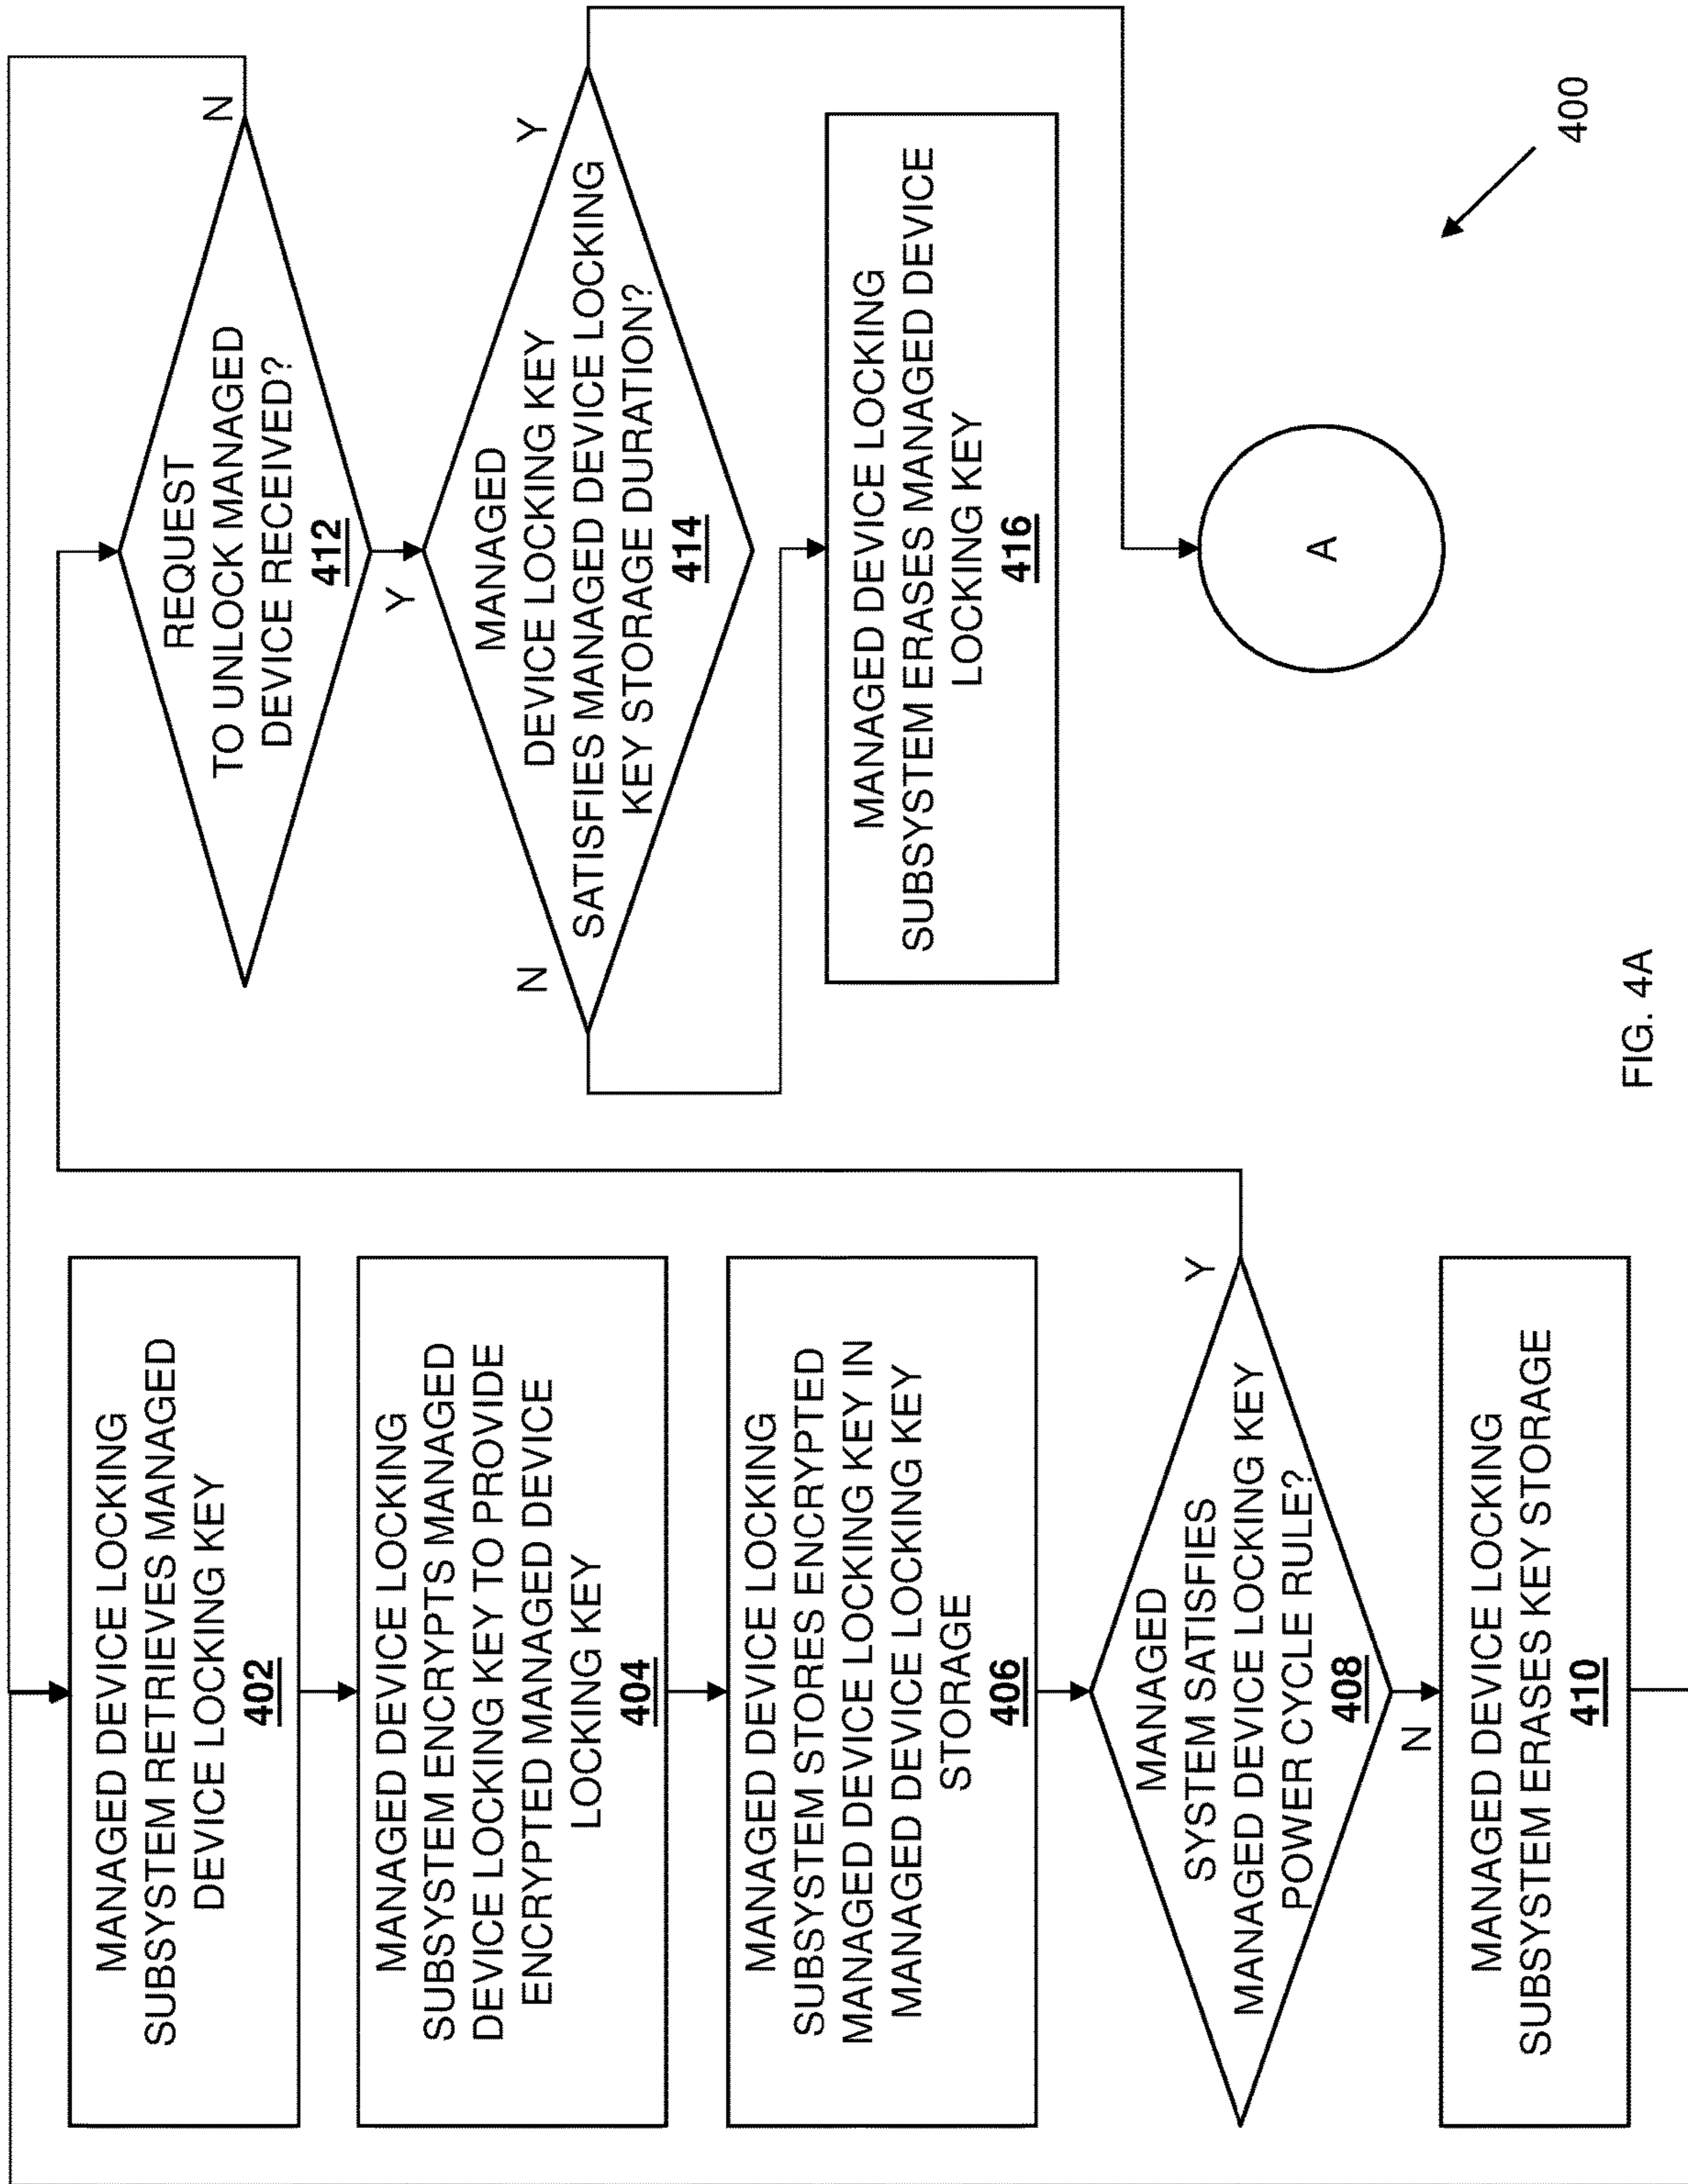 MANAGED DEVICE LOCKING
SUBSYSTEM RETRIEVES MANAGED
DEVICE LOCKING KEY
402
MANAGED DEVICE LOCKING
SUBSYSTEM ENCRYPTS MANAGED
DEVICE LOCKING KEY TO PROVIDE
ENCRYPTED MANAGED DEVICE
LOCKING KEY
404
MANAGED DEVICE LOCKING
SUBSYSTEM STORES ENCRYPTED
MANAGED DEVICE LOCKING KEY IN
MANAGED DEVICE LOCKING KEY
STORAGE
406
MANAGED
SYSTEM SATISFIES
MANAGED DEVICE LOCKING KEY
POWER CYCLE RULE?
408
Y
N
MANAGED DEVICE LOCKING
SUBSYSTEM ERASES KEY STORAGE
410
REQUEST
TO UNLOCK MANAGED
DEVICE RECEIVED?
412
N
Y
MANAGED
DEVICE LOCKING KEY
SATISFIES MANAGED DEVICE LOCKING
KEY STORAGE DURATION?
414
N
Y
MANAGED DEVICE LOCKING
SUBSYSTEM ERASES MANAGED DEVICE
LOCKING KEY
416
A
400
FIG. 4A